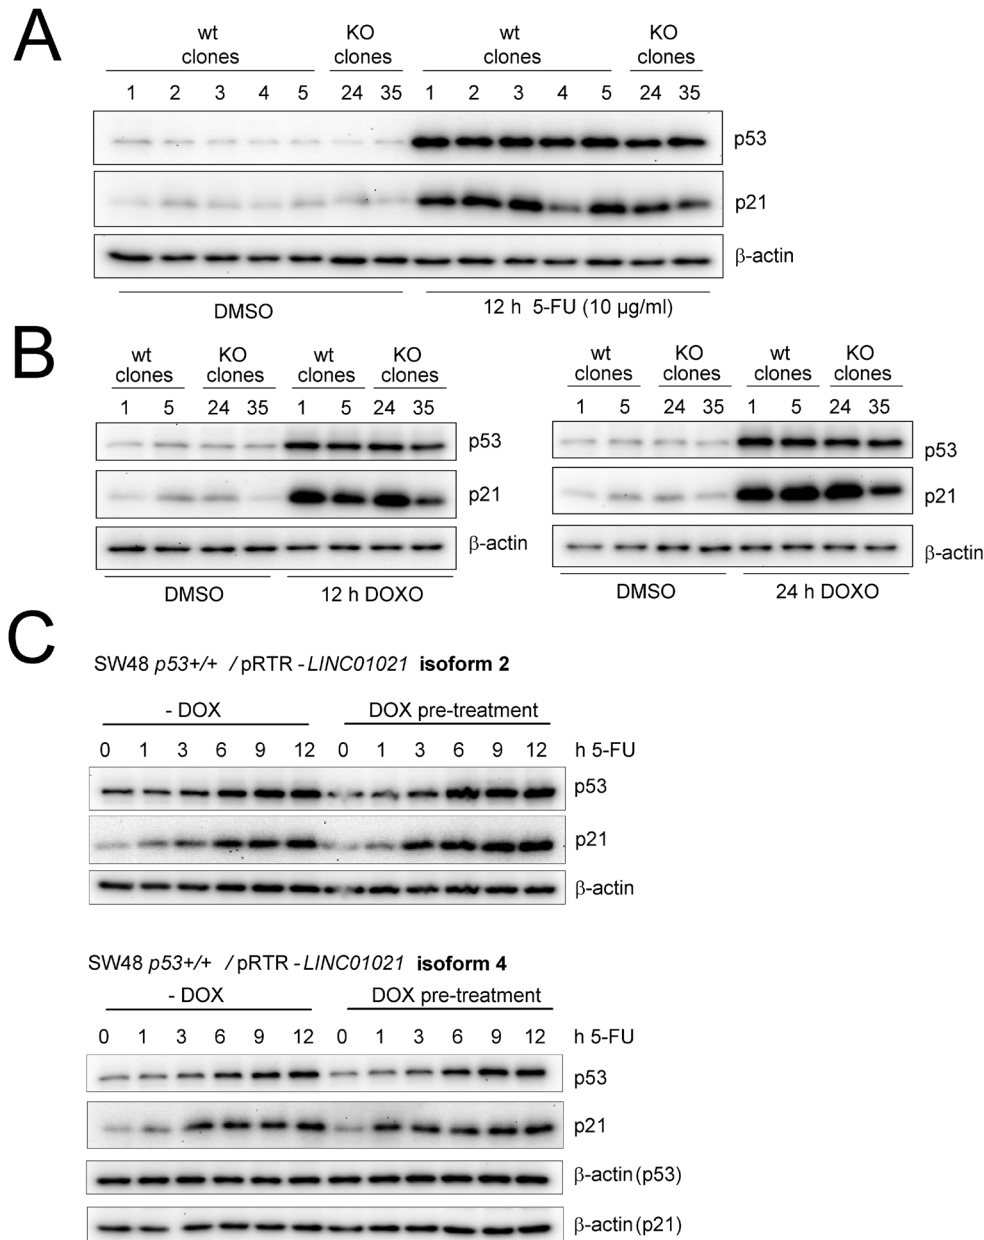 A
wt clones KO clones wt clones KO clones
1 2 3 4 5 24 35 1 2 3 4 5 24 35
p53
p21
β-actin
DMSO 12 h 5-FU (10 µg/ml)
B
wt clones KO clones wt clones KO clones
1 5 24 35 1 5 24 35
p53
p21
β-actin
DMSO 12 h DOXO
wt clones KO clones wt clones KO clones
1 5 24 35 1 5 24 35
p53
p21
β-actin
DMSO 24 h DOXO
C
SW48 p53+/+ / pRTR - LINC01021 isoform 2
- DOX DOX pre-treatment
0 1 3 6 9 12 0 1 3 6 9 12 h 5-FU
p53
p21
β-actin
SW48 p53+/+ / pRTR - LINC01021 isoform 4
- DOX DOX pre-treatment
0 1 3 6 9 12 0 1 3 6 9 12 h 5-FU
p53
p21
β-actin (p53)
β-actin (p21)